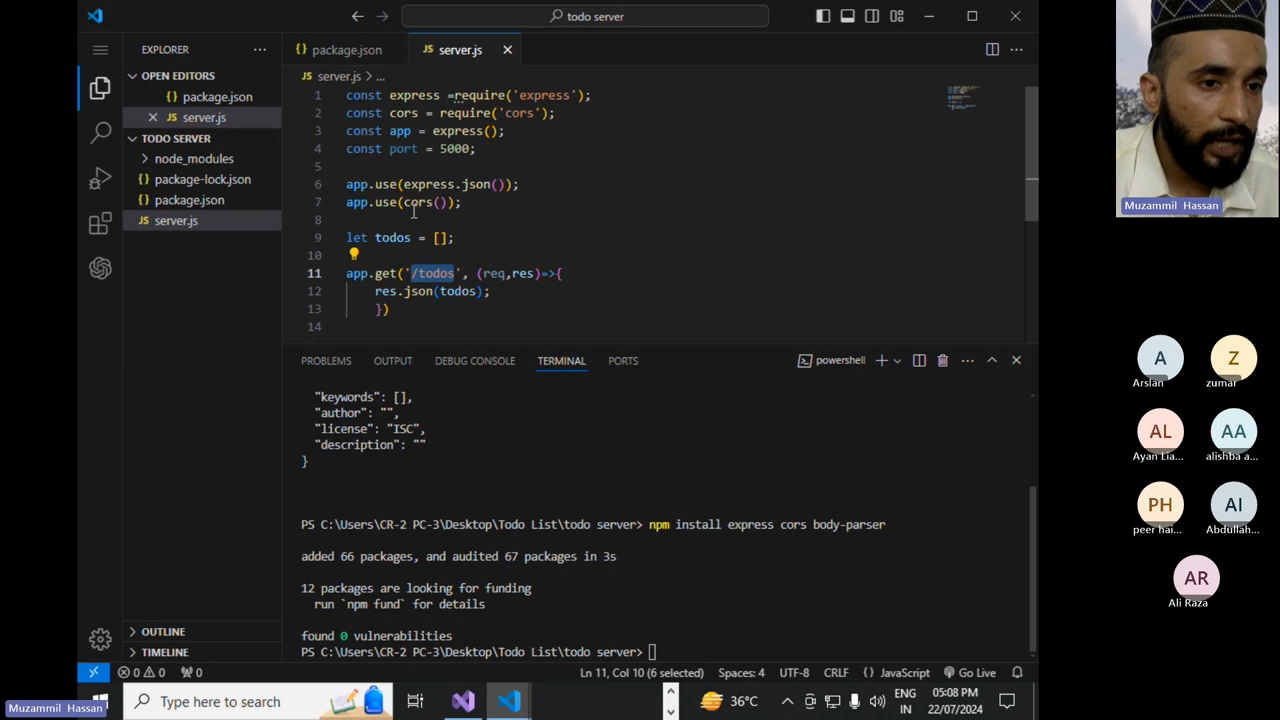 todo server
EXPLORER
package.json
server.js
OPEN EDITORS
package.json
server.js
TODO SERVER
node_modules
package-lock.json
package.json
server.js
OUTLINE
TIMELINE
server.js > ...
1 const express =require('express');
2 const cors = require('cors');
3 const app = express();
4 const port = 5000;
5
6 app.use(express.json());
7 app.use(cors());
8
9 let todos = [];
10
11 app.get('/todos', (req,res)=>{
12 res.json(todos);
13 })
14
PROBLEMS OUTPUT DEBUG CONSOLE TERMINAL PORTS
powershell
"keywords": [],
"author": "",
"license": "ISC",
"description": ""
}
PS C:\Users\CR-2 PC-3\Desktop\Todo List\todo server> npm install express cors body-parser
added 66 packages, and audited 67 packages in 3s
12 packages are looking for funding
run `npm fund` for details
found 0 vulnerabilities
PS C:\Users\CR-2 PC-3\Desktop\Todo List\todo server>
0 0 0
Ln 11, Col 10 (6 selected) Spaces: 4 UTF-8 CRLF JavaScript Go Live
Type here to search
36°C
ENG
IN
05:08 PM
22/07/2024
Muzammil Hassan
Muzammil Hassan
A
Arslan
Z
zumar
AL
Ayan Lia...
AA
alishba a...
PH
peer hai...
AI
Abdullah...
AR
Ali Raza